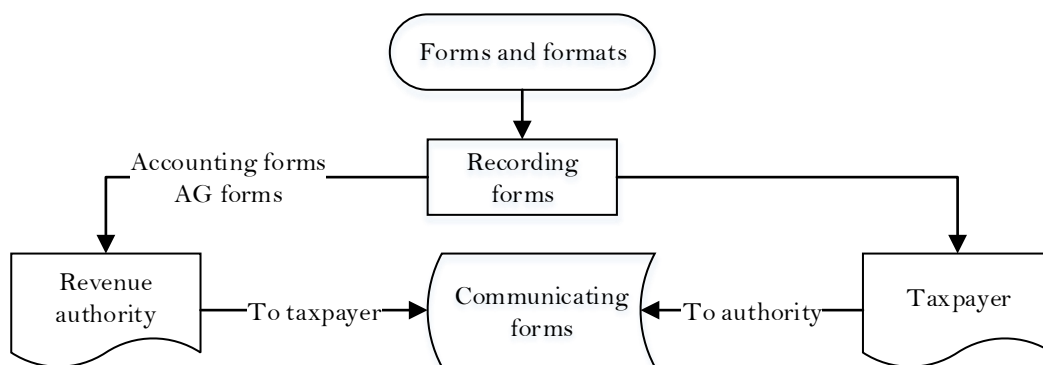 Forms and formats
Recording
forms
Accounting forms
AG forms
Revenue
authority
To taxpayer
Communicating
forms
To authority
Taxpayer